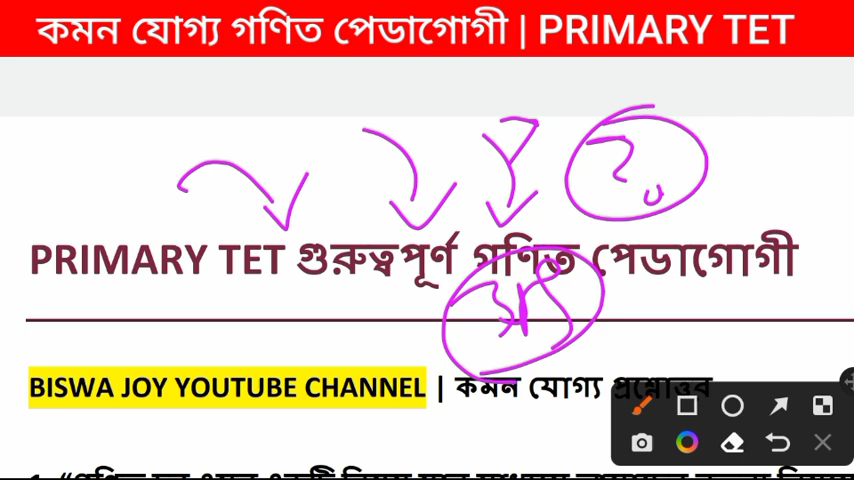 কমন যোগ্য গণিত পেডাগোগী | PRIMARY TET
PRIMARY TET গুরুত্বপূর্ণ গণিত পেডাগোগী
BISWA JOY YOUTUBE CHANNEL | কমন যোগ্য প্রশ্নোত্তর